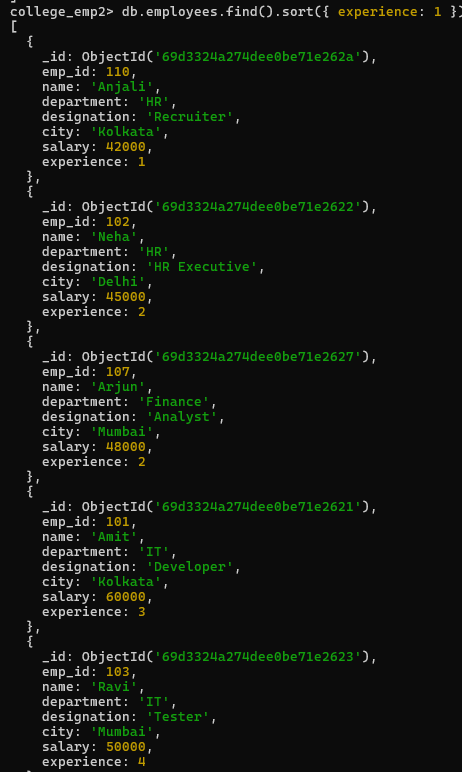 college_emp2> db.employees.find().sort({ experience: 1 })
[
  {
    _id: ObjectId('69d3324a274dee0be71e262a'),
    emp_id: 110,
    name: 'Anjali',
    department: 'HR',
    designation: 'Recruiter',
    city: 'Kolkata',
    salary: 42000,
    experience: 1
  },
  {
    _id: ObjectId('69d3324a274dee0be71e2622'),
    emp_id: 102,
    name: 'Neha',
    department: 'HR',
    designation: 'HR Executive',
    city: 'Delhi',
    salary: 45000,
    experience: 2
  },
  {
    _id: ObjectId('69d3324a274dee0be71e2627'),
    emp_id: 107,
    name: 'Arjun',
    department: 'Finance',
    designation: 'Analyst',
    city: 'Mumbai',
    salary: 48000,
    experience: 2
  },
  {
    _id: ObjectId('69d3324a274dee0be71e2621'),
    emp_id: 101,
    name: 'Amit',
    department: 'IT',
    designation: 'Developer',
    city: 'Kolkata',
    salary: 60000,
    experience: 3
  },
  {
    _id: ObjectId('69d3324a274dee0be71e2623'),
    emp_id: 103,
    name: 'Ravi',
    department: 'IT',
    designation: 'Tester',
    city: 'Mumbai',
    salary: 50000,
    experience: 4